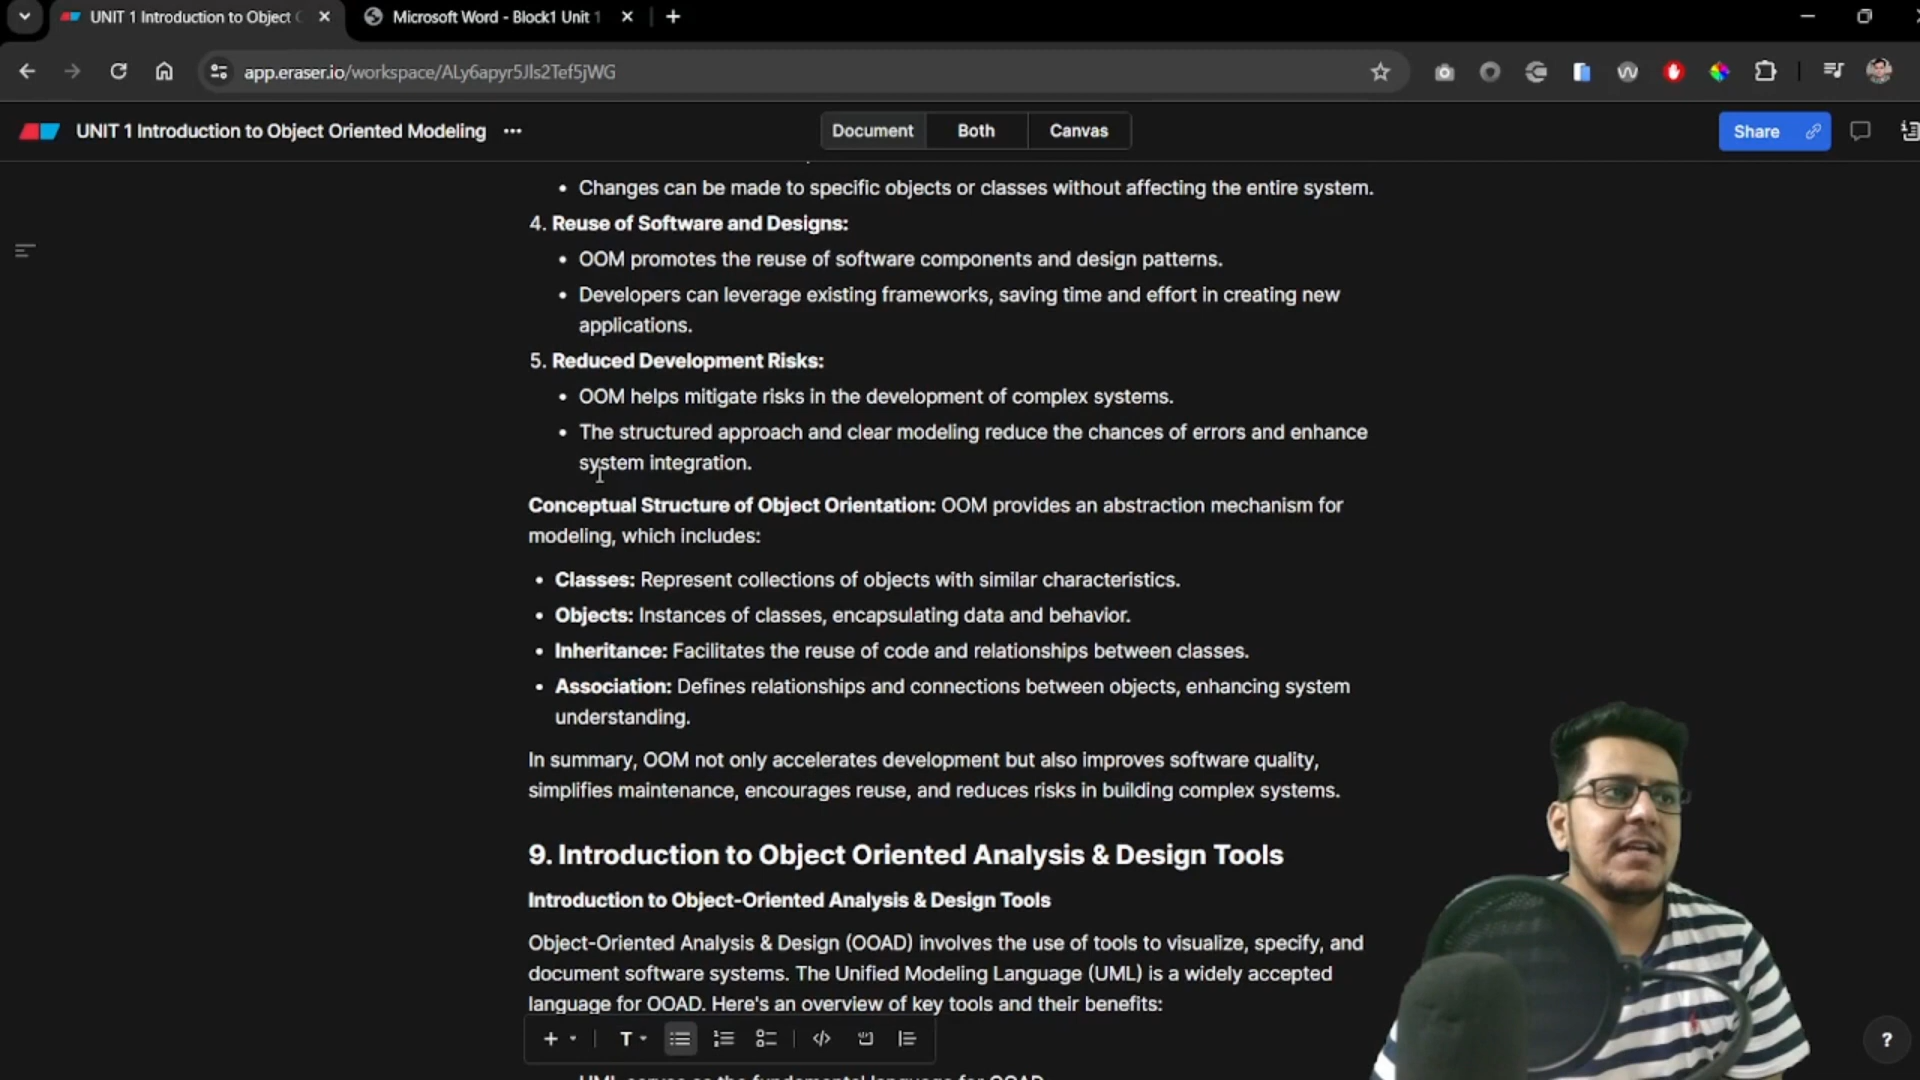 UNIT 1 Introduction to Object
Microsoft Word - Block1 Unit 1
app.eraser.io/workspace/ALy6apyr5Jls2Tef5jWG
UNIT 1 Introduction to Object Oriented Modeling
Document Both Canvas
Share
• Changes can be made to specific objects or classes without affecting the entire system.
4. Reuse of Software and Designs:
• OOM promotes the reuse of software components and design patterns.
• Developers can leverage existing frameworks, saving time and effort in creating new
applications.
5. Reduced Development Risks:
• OOM helps mitigate risks in the development of complex systems.
• The structured approach and clear modeling reduce the chances of errors and enhance
system integration.
Conceptual Structure of Object Orientation: OOM provides an abstraction mechanism for
modeling, which includes:
• Classes: Represent collections of objects with similar characteristics.
• Objects: Instances of classes, encapsulating data and behavior.
• Inheritance: Facilitates the reuse of code and relationships between classes.
• Association: Defines relationships and connections between objects, enhancing system
understanding.
In summary, OOM not only accelerates development but also improves software quality,
simplifies maintenance, encourages reuse, and reduces risks in building complex systems.
9. Introduction to Object Oriented Analysis & Design Tools
Introduction to Object-Oriented Analysis & Design Tools
Object-Oriented Analysis & Design (OOAD) involves the use of tools to visualize, specify, and
document software systems. The Unified Modeling Language (UML) is a widely accepted
language for OOAD. Here's an overview of key tools and their benefits:
T
?
UML serves as the fundamental language for OOAD